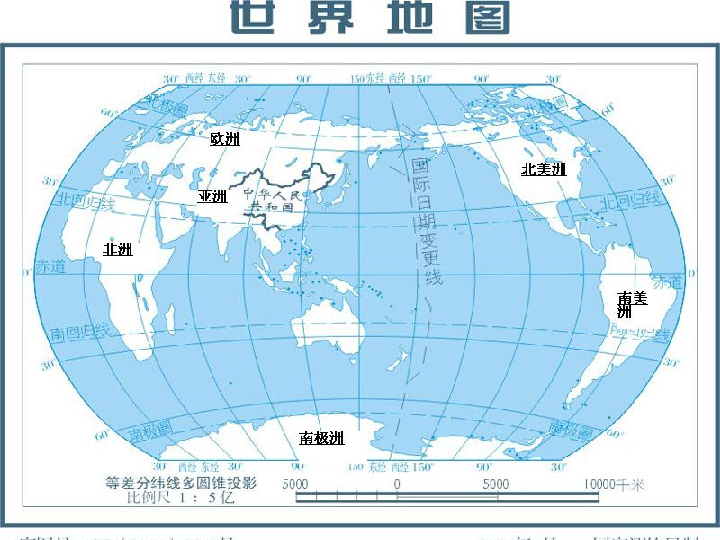 世界地图
30° 西经 东经 30° 90° 150° 东经 西经 150° 90° 30°
北极圈
北极圈
60°
60°
欧洲
北美洲
国际日期变更线
30°
30°
亚洲
中华人民
共和国
北回归线
北回归线
非洲
赤道
赤道
0°
0°
南美
洲
南回归线
30°
30°
南极圈
南极圈
60°
60°
南极洲
30° 西经 东经 30° 90° 150° 东经 西经 150° 90° 30°
等差分纬线多圆锥投影
比例尺 1 : 5 亿
5000 0 5000 10000千米